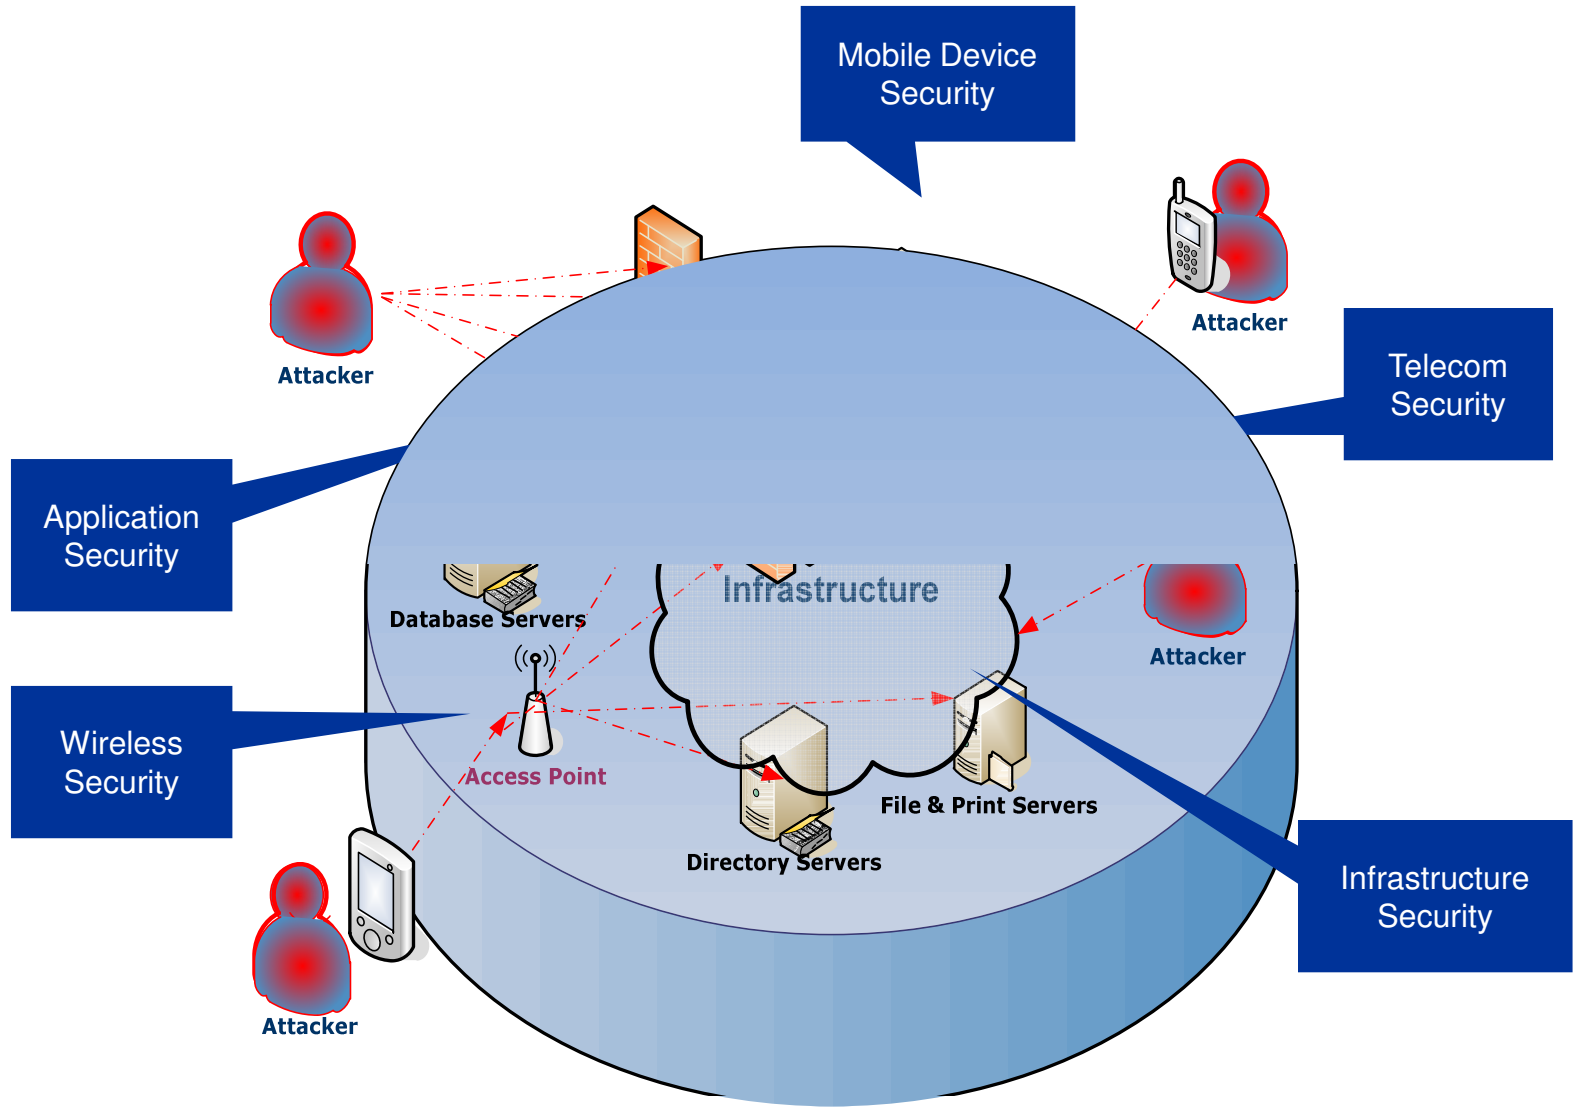 Mobile Device
Security
Attacker
Attacker
Telecom
Security
Application
Security
Infrastructure
Database Servers
Attacker
Wireless
Security
Access Point
File & Print Servers
Directory Servers
Infrastructure
Security
Attacker